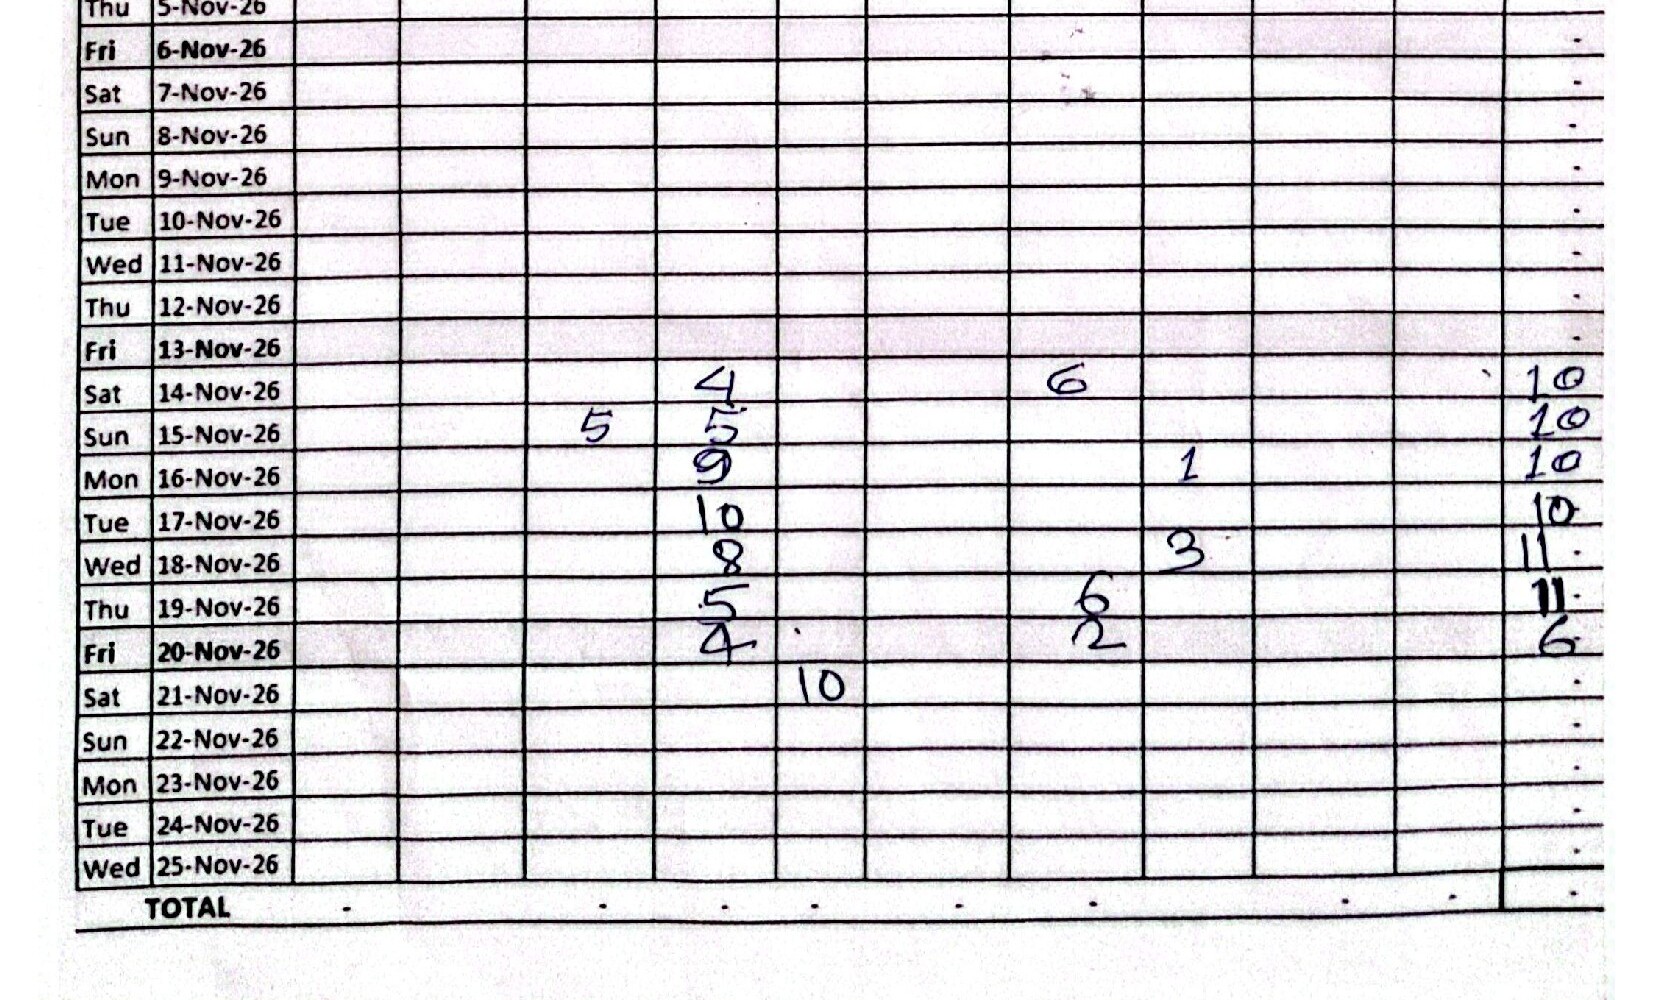 Thu 5-Nov-26
Fri 6-Nov-26 -
Sat 7-Nov-26 -
Sun 8-Nov-26 -
Mon 9-Nov-26 -
Tue 10-Nov-26 -
Wed 11-Nov-26 -
Thu 12-Nov-26 -
Fri 13-Nov-26 -
Sat 14-Nov-26 4 6 10
Sun 15-Nov-26 5 5 10
Mon 16-Nov-26 9 1 10
Tue 17-Nov-26 10 10
Wed 18-Nov-26 8 3 11 -
Thu 19-Nov-26 5 6 11 -
Fri 20-Nov-26 4 2 6
Sat 21-Nov-26 10 -
Sun 22-Nov-26 -
Mon 23-Nov-26 -
Tue 24-Nov-26 -
Wed 25-Nov-26 -
TOTAL - - - - - - - - -